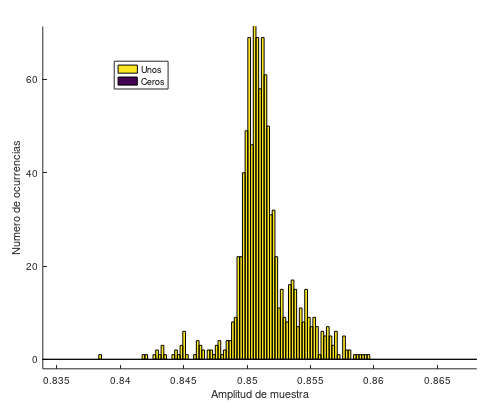 60
40
20
0
Numero de ocurrencias
Unos
Ceros
0.835 0.84 0.845 0.85 0.855 0.86 0.865
Amplitud de muestra